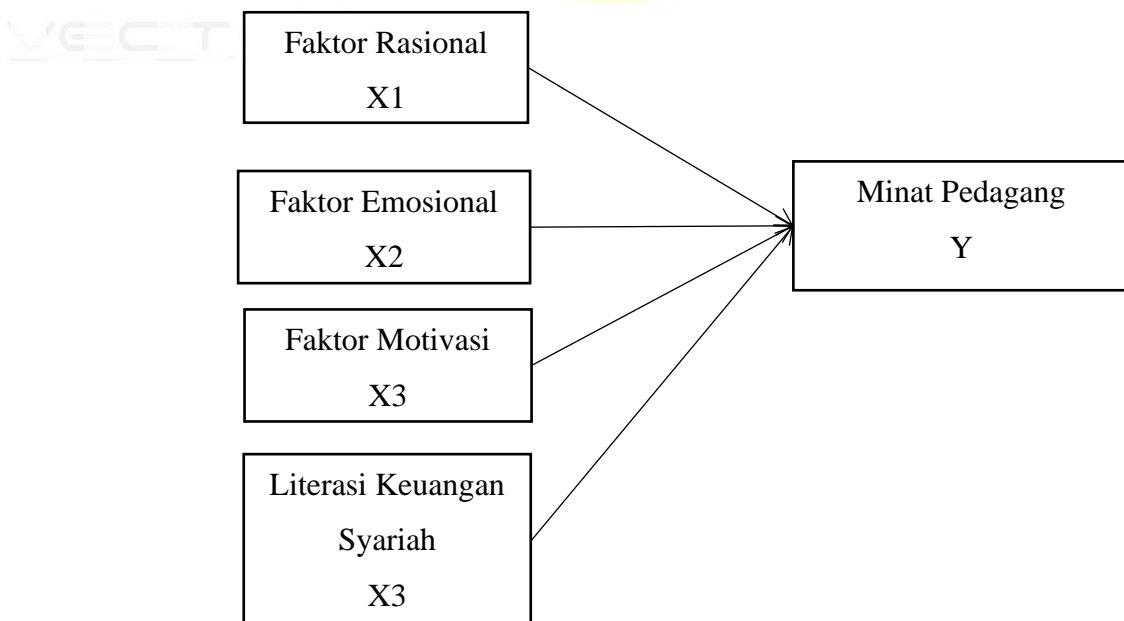 Faktor Rasional
X1
Faktor Emosional
X2
Faktor Motivasi
X3
Literasi Keuangan
Syariah
X3
Minat Pedagang
Y